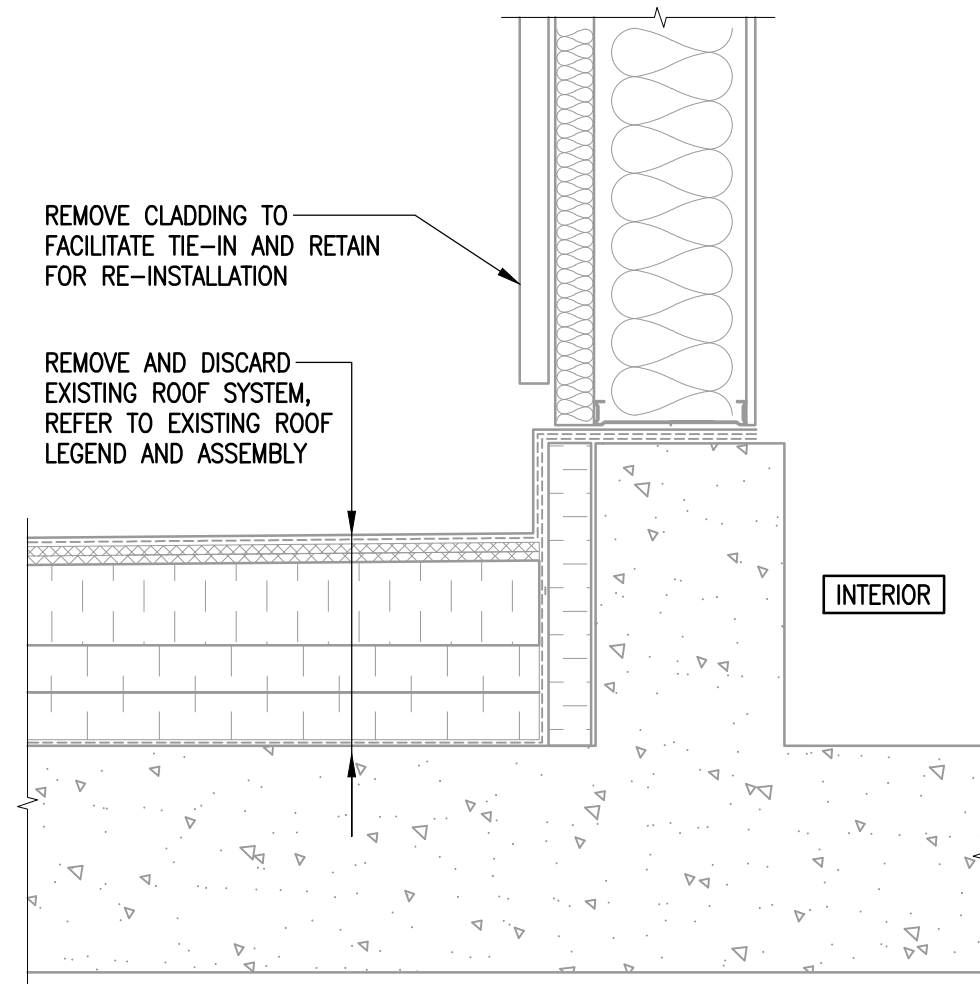 REMOVE CLADDING TO
FACILITATE TIE-IN AND RETAIN
FOR RE-INSTALLATION
REMOVE AND DISCARD
EXISTING ROOF SYSTEM,
REFER TO EXISTING ROOF
LEGEND AND ASSEMBLY
INTERIOR